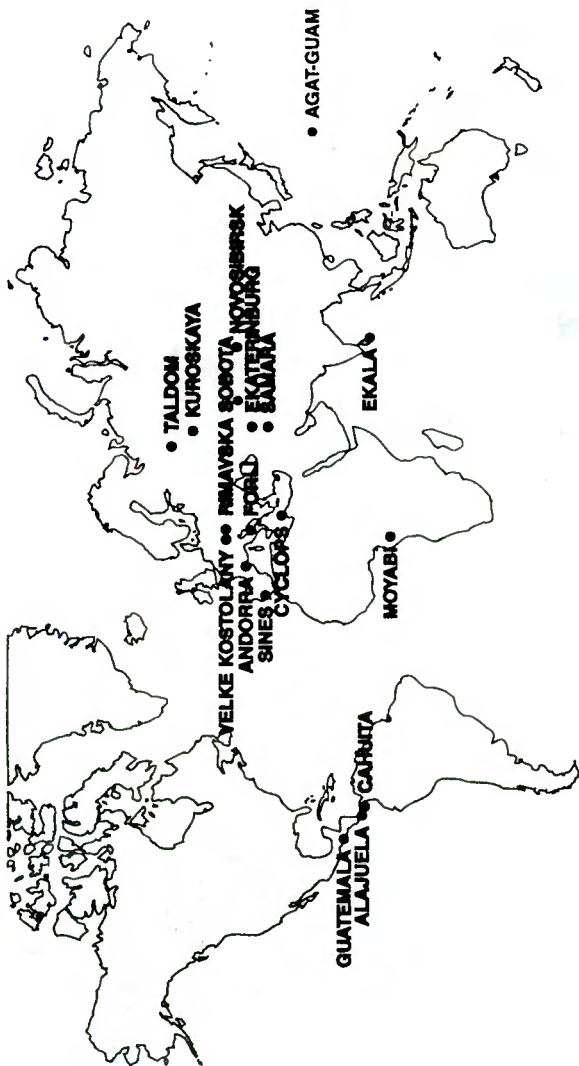 TALDOM
KUROSKAYA
VELKE KOSTOLANY
RIMAVSKA SOBOTA
NOVOSIBIRSK
ANDORRA
FORLI
EKATERINBURG
SINES
SAMARA
CYCLOPS
AGAT-GUAM
GUATEMALA
ALAJUELA
CAHUITA
EKALA
MOYABI